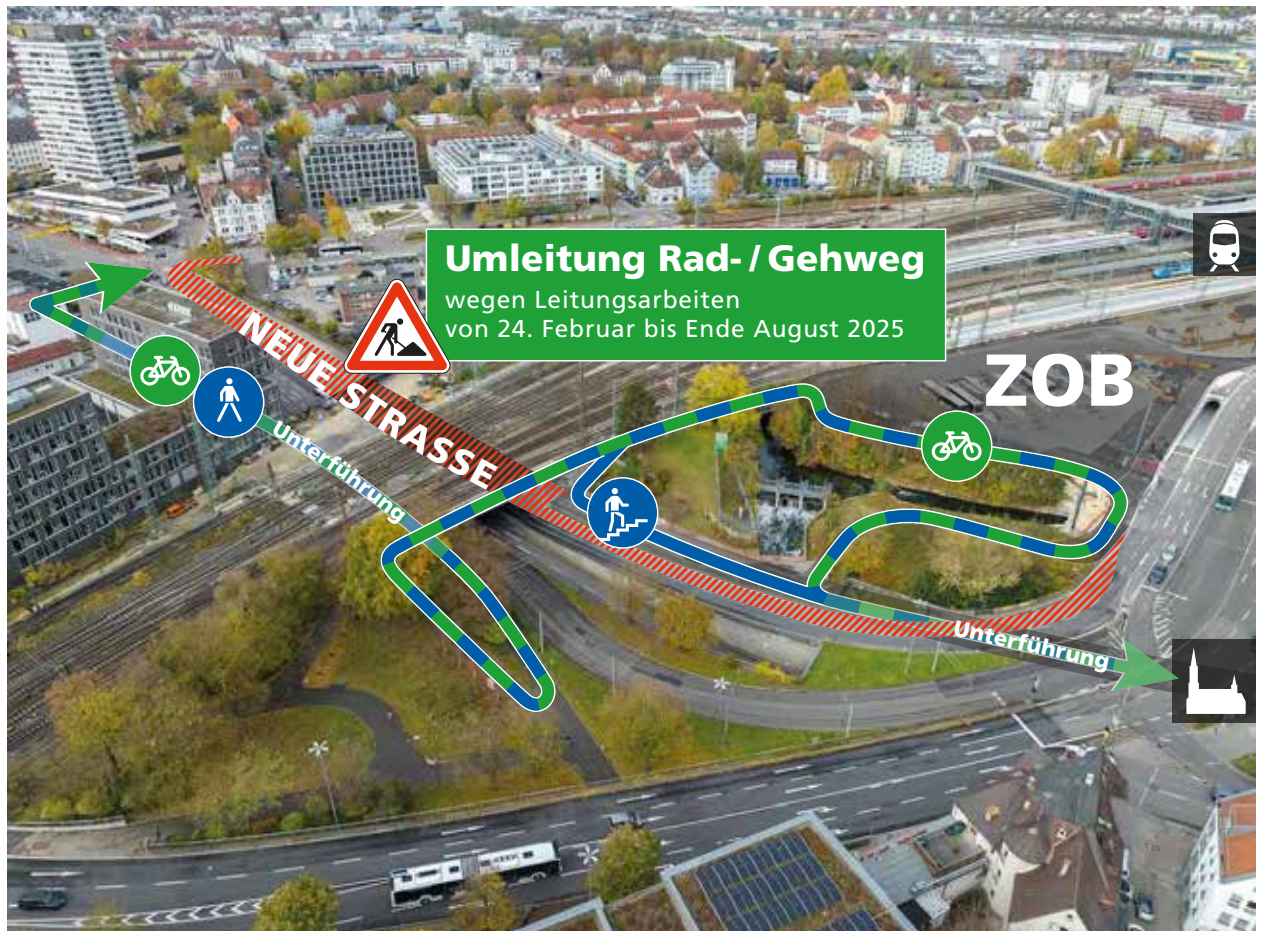 Umleitung Rad- / Gehweg
wegen Leitungsarbeiten
von 24. Februar bis Ende August 2025
NEUE STRASSE
ZOB
Unterführung
Unterführung